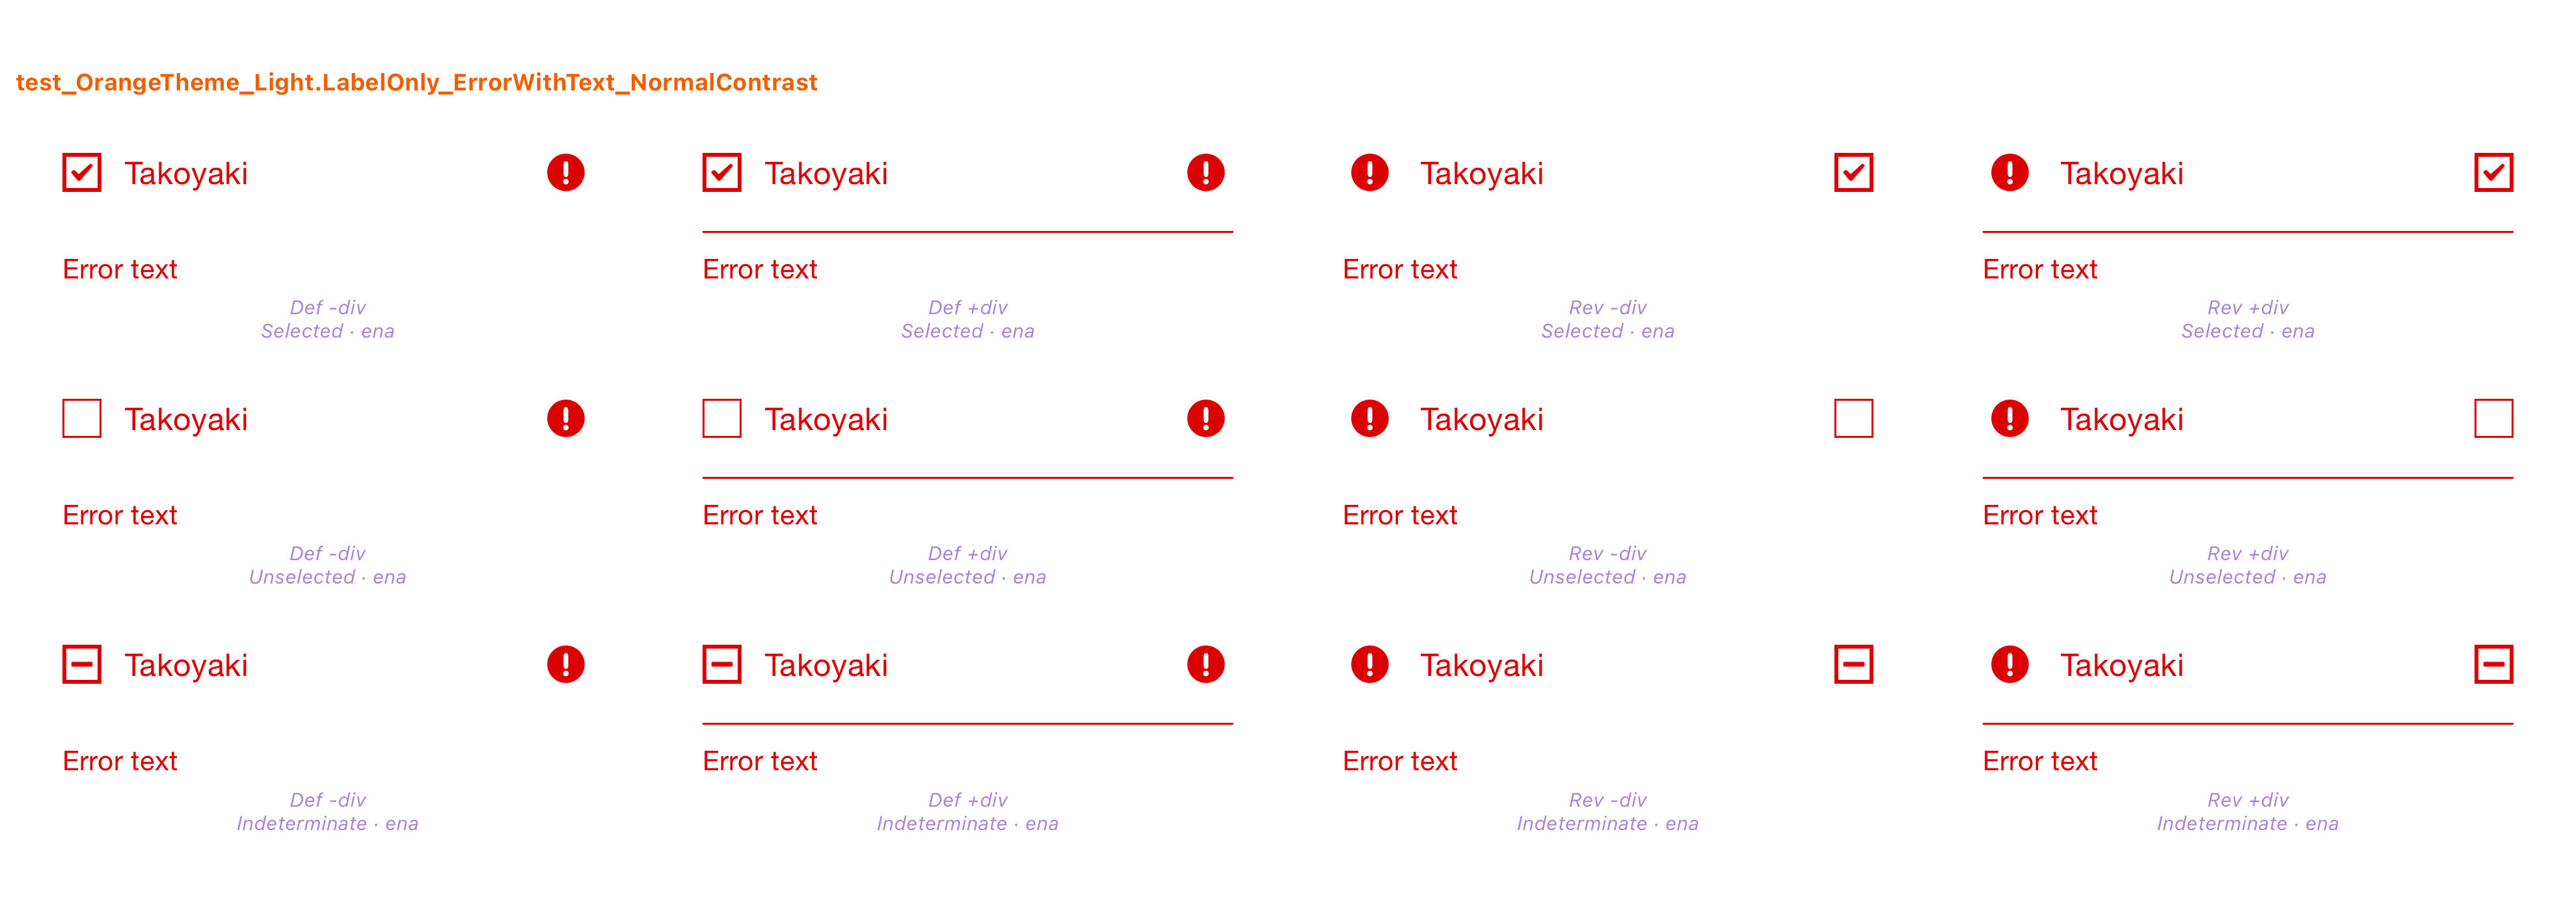 test_OrangeTheme_Light.LabelOnly_ErrorWithText_NormalContrast
Takoyaki
Takoyaki
Takoyaki
Takoyaki
Error text
Error text
Error text
Error text
Def -div
Selected · ena
Def +div
Selected · ena
Rev -div
Selected · ena
Rev +div
Selected · ena
Takoyaki
Takoyaki
Takoyaki
Takoyaki
Error text
Error text
Error text
Error text
Def -div
Unselected · ena
Def +div
Unselected · ena
Rev -div
Unselected · ena
Rev +div
Unselected · ena
Takoyaki
Takoyaki
Takoyaki
Takoyaki
Error text
Error text
Error text
Error text
Def -div
Indeterminate · ena
Def +div
Indeterminate · ena
Rev -div
Indeterminate · ena
Rev +div
Indeterminate · ena